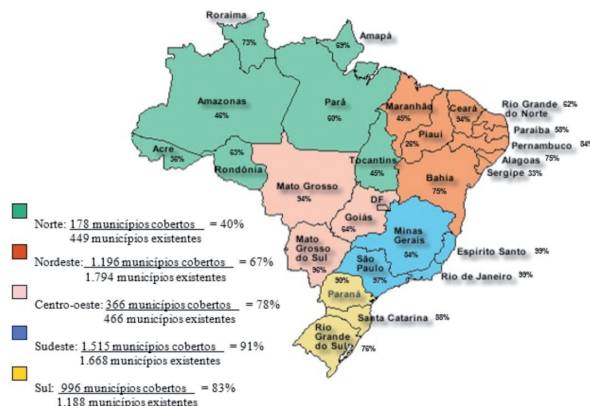 Roraima
73%
Amapá
69%
Amazonas
46%
Pará
60%
Maranhão
45%
Ceará
94%
Rio Grande do Norte
62%
Piauí
26%
Paraíba
58%
Pernambuco
84%
Alagoas
75%
Sergipe
33%
Acre
36%
63%
Rondônia
Tocantins
45%
Mato Grosso
94%
Bahia
75%
DF
Goiás
64%
Minas Gerais
84%
Mato Grosso do Sul
96%
Espírito Santo
99%
São Paulo
97%
Rio de Janeiro
99%
90%
Paraná
Santa Catarina
88%
Rio Grande do Sul
76%
Norte: 178 municípios cobertos = 40%
449 municípios existentes
Nordeste: 1.196 municípios cobertos = 67%
1.794 municípios existentes
Centro-oeste: 366 municípios cobertos = 78%
466 municípios existentes
Sudeste: 1.515 municípios cobertos = 91%
1.668 municípios existentes
Sul: 996 municípios cobertos = 83%
1.188 municípios existentes